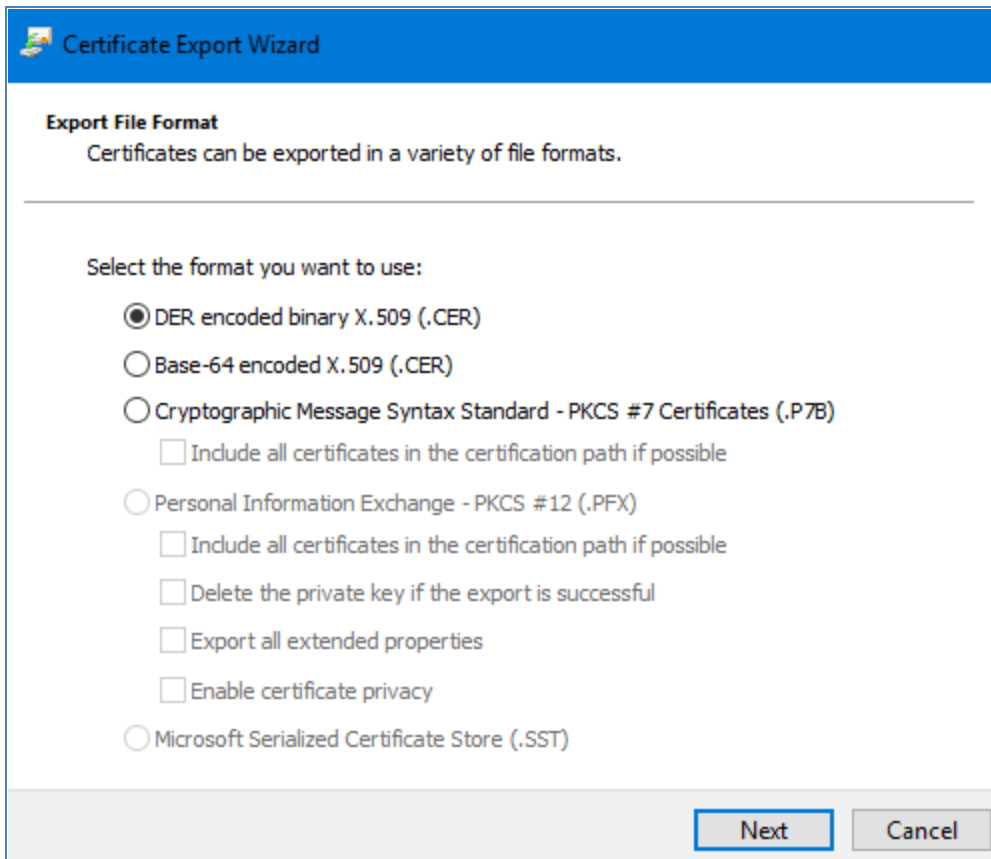 Certificate Export Wizard
Export File Format
Certificates can be exported in a variety of file formats.
Select the format you want to use:
DER encoded binary X.509 (.CER)
Base-64 encoded X.509 (.CER)
Cryptographic Message Syntax Standard - PKCS #7 Certificates (.P7B)
Include all certificates in the certification path if possible
Personal Information Exchange - PKCS #12 (.PFX)
Include all certificates in the certification path if possible
Delete the private key if the export is successful
Export all extended properties
Enable certificate privacy
Microsoft Serialized Certificate Store (.SST)
Next Cancel